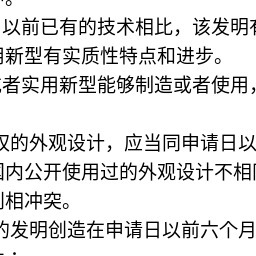 以前已有的技术相比，该发明
用新型有实质性特点和进步。
或者实用新型能够制造或者使用，
权的外观设计，应当同申请日以
国内公开使用过的外观设计不相
利相冲突。
的发明创造在申请日以前六个月